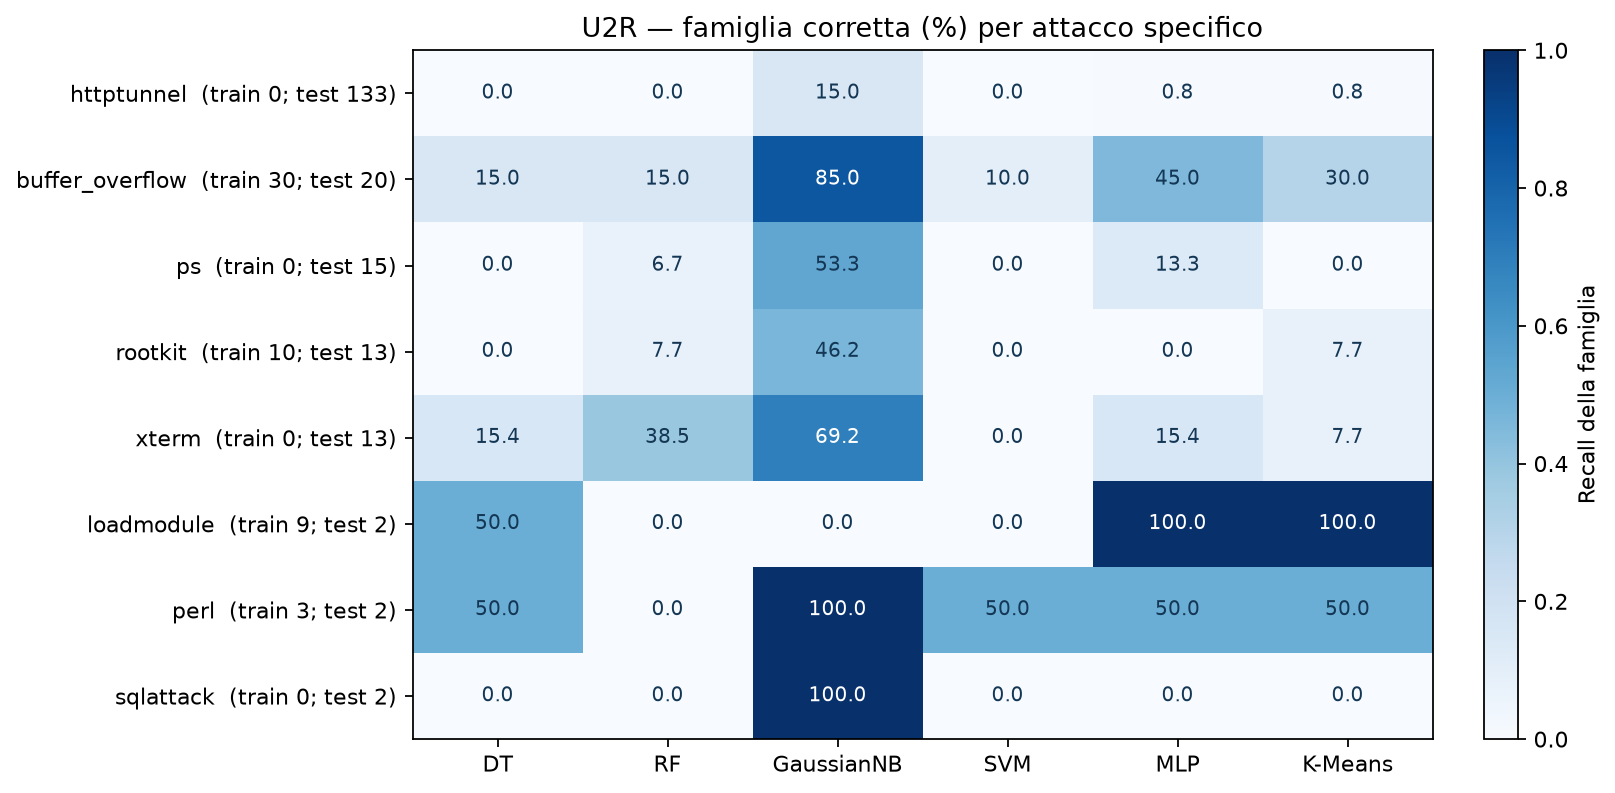 U2R — famiglia corretta (%) per attacco specifico
httptunnel (train 0; test 133) 0.0 0.0 15.0 0.0 0.8 0.8
buffer_overflow (train 30; test 20) 15.0 15.0 85.0 10.0 45.0 30.0
ps (train 0; test 15) 0.0 6.7 53.3 0.0 13.3 0.0
rootkit (train 10; test 13) 0.0 7.7 46.2 0.0 0.0 7.7
xterm (train 0; test 13) 15.4 38.5 69.2 0.0 15.4 7.7
loadmodule (train 9; test 2) 50.0 0.0 0.0 0.0 100.0 100.0
perl (train 3; test 2) 50.0 0.0 100.0 50.0 50.0 50.0
sqlattack (train 0; test 2) 0.0 0.0 100.0 0.0 0.0 0.0
DT RF GaussianNB SVM MLP K-Means
1.0
0.8
0.6
0.4
0.2
0.0
Recall della famiglia